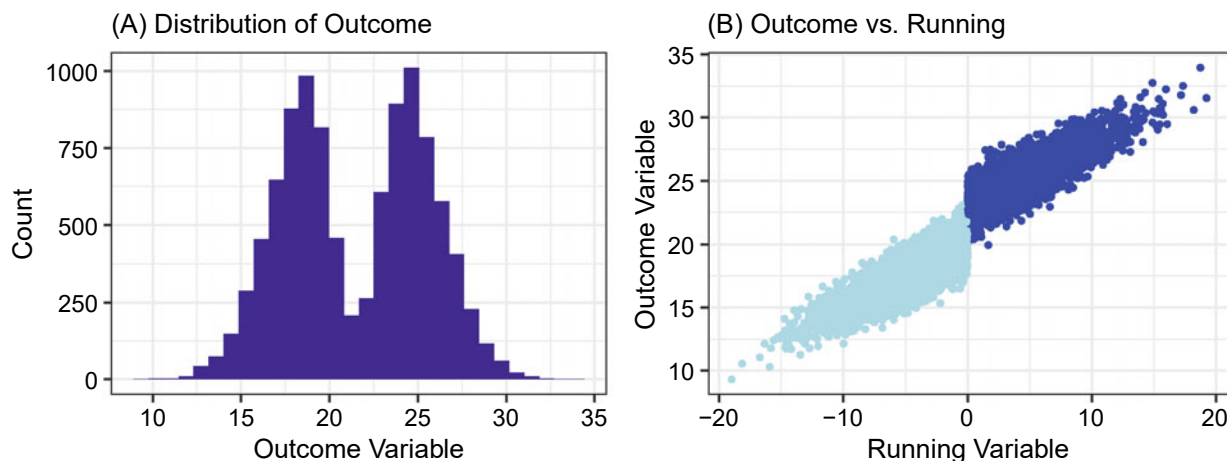 (A) Distribution of Outcome
(B) Outcome vs. Running
Count
1000
750
500
250
0
10 15 20 25 30 35
Outcome Variable
Outcome Variable
35
30
25
20
15
10
−20 −10 0 10 20
Running Variable